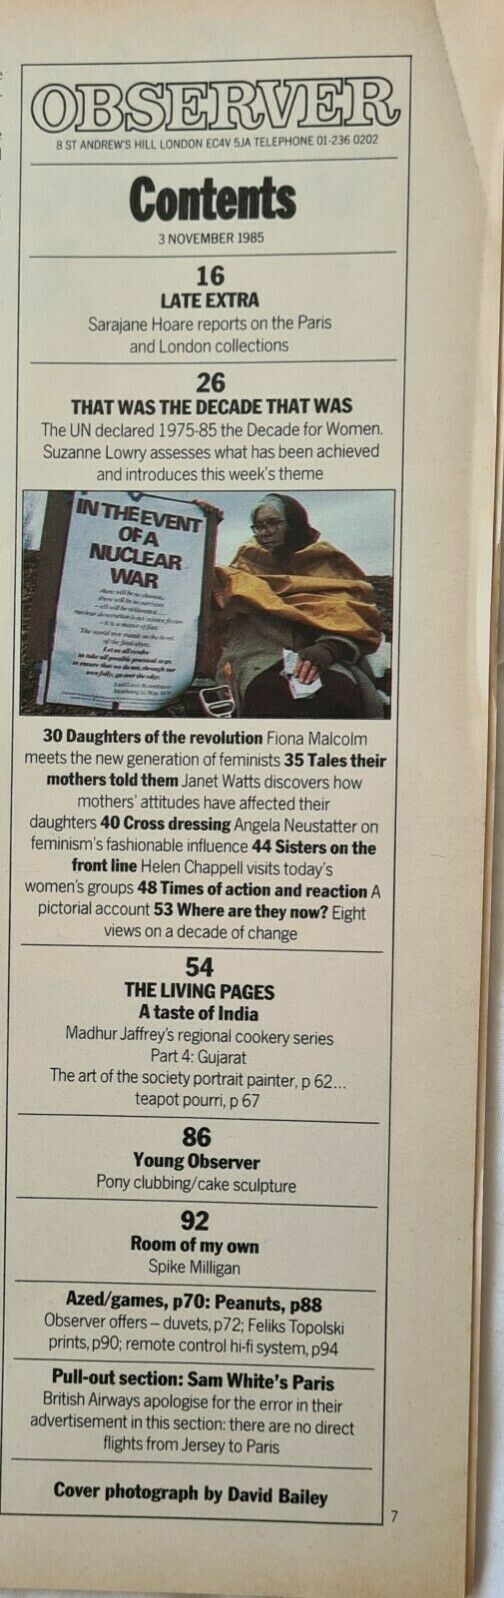 OBSERVER
8 ST ANDREW'S HILL LONDON EC4V 5JA TELEPHONE 01-236 0202
Contents
3 NOVEMBER 1985
16
LATE EXTRA
Sarajane Hoare reports on the Paris
and London collections
26
THAT WAS THE DECADE THAT WAS
The UN declared 1975-85 the Decade for Women.
Suzanne Lowry assesses what has been achieved
and introduces this week's theme
IN THE EVENT
OF A
NUCLEAR
WAR
30 Daughters of the revolution Fiona Malcolm
meets the new generation of feminists 35 Tales their
mothers told them Janet Watts discovers how
mothers' attitudes have affected their
daughters 40 Cross dressing Angela Neustatter on
feminism's fashionable influence 44 Sisters on the
front line Helen Chappell visits today's
women's groups 48 Times of action and reaction A
pictorial account 53 Where are they now? Eight
views on a decade of change
54
THE LIVING PAGES
A taste of India
Madhur Jaffrey's regional cookery series
Part 4: Gujarat
The art of the society portrait painter, p 62...
teapot pourri, p 67
86
Young Observer
Pony clubbing/cake sculpture
92
Room of my own
Spike Milligan
Azed/games, p70: Peanuts, p88
Observer offers – duvets, p72; Feliks Topolski
prints, p90; remote control hi-fi system, p94
Pull-out section: Sam White's Paris
British Airways apologise for the error in their
advertisement in this section: there are no direct
flights from Jersey to Paris
Cover photograph by David Bailey
7